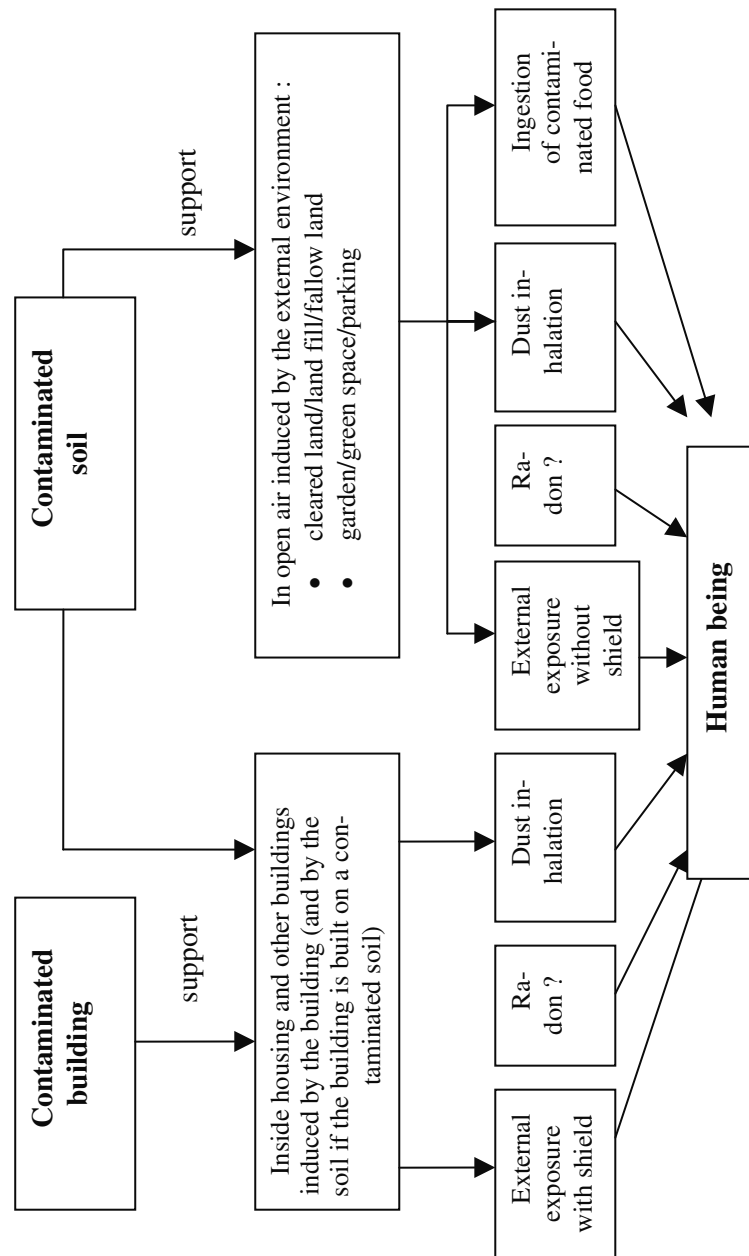 Contaminated
building
Contaminated
soil
support
support
Inside housing and other buildings
induced by the building (and by the
soil if the building is built on a con-
taminated soil)
In open air induced by the external environment :
• cleared land/land fill/fallow land
• garden/green space/parking
External
exposure
with shield
Ra-
don ?
Dust in-
halation
External
exposure
without
shield
Ra-
don ?
Dust in-
halation
Ingestion
of contami-
nated food
Human being